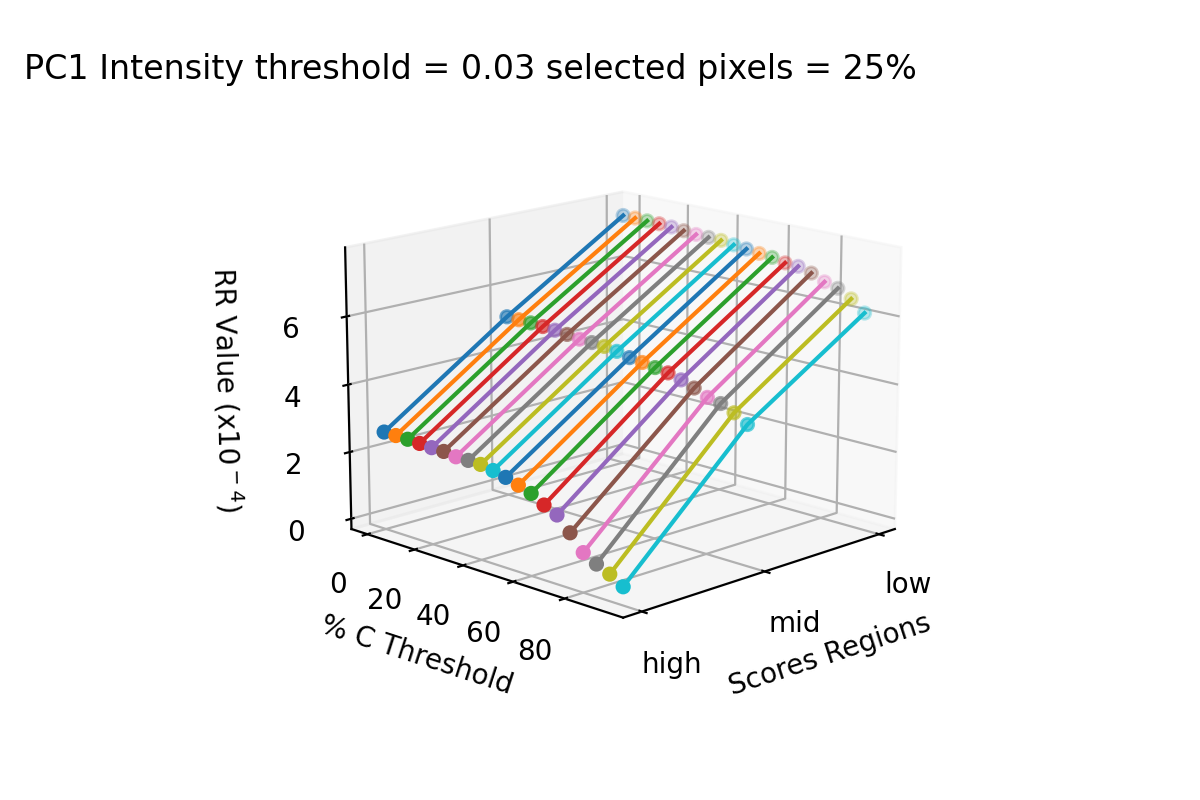 PC1 Intensity threshold = 0.03 selected pixels = 25%
RR Value (x10⁻⁴)
6
4
2
0
0
20
40
60
80
% C Threshold
high
mid
low
Scores Regions